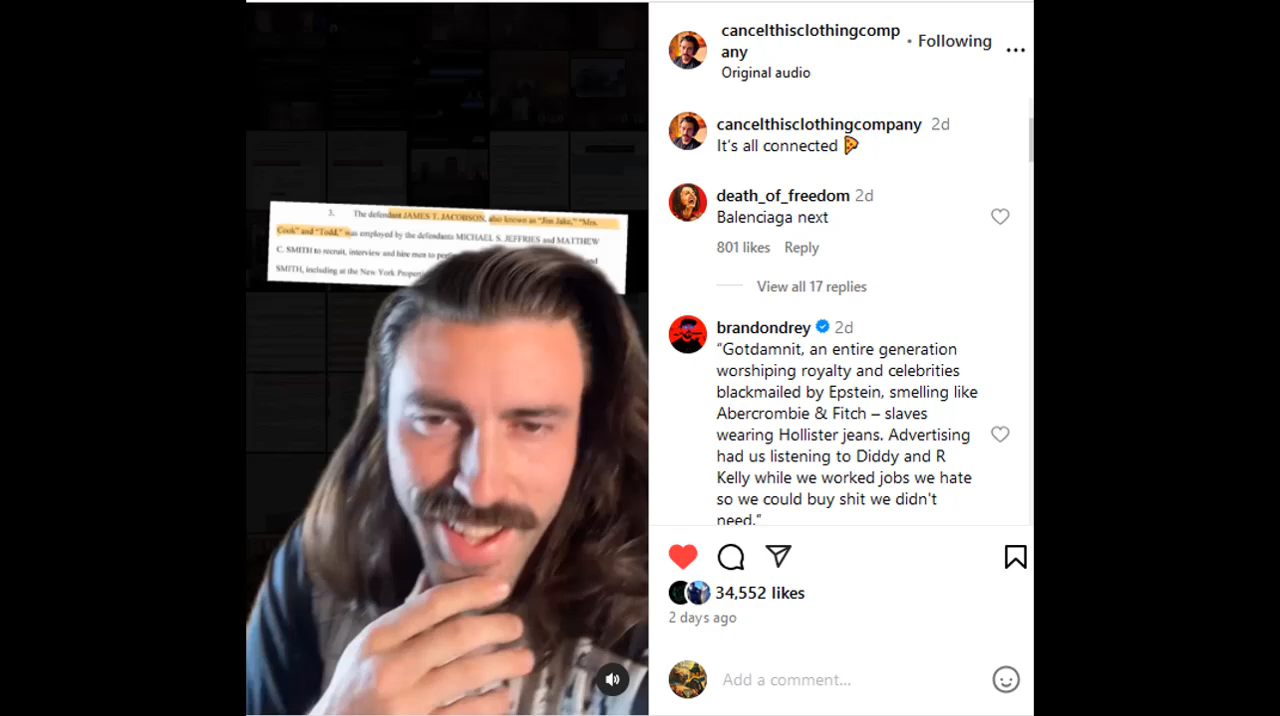 3. The defendant JAMES T. JACOBSON, also known as "Jim Jake," "Mrs.
Cook" and "Todd," was employed by the defendants MICHAEL S. JEFFRIES and MATTHEW
C. SMITH to recruit, interview and hire men to and
SMITH, including at the New York
cancelthisclothingcomp
any
• Following
...
Original audio
cancelthisclothingcompany 2d
It's all connected 🍕
death_of_freedom 2d
Balenciaga next
801 likes Reply
View all 17 replies
brandondrey 2d
"Gotdamnit, an entire generation
worshiping royalty and celebrities
blackmailed by Epstein, smelling like
Abercrombie & Fitch – slaves
wearing Hollister jeans. Advertising
had us listening to Diddy and R
Kelly while we worked jobs we hate
so we could buy shit we didn't
need."
34,552 likes
2 days ago
Add a comment...